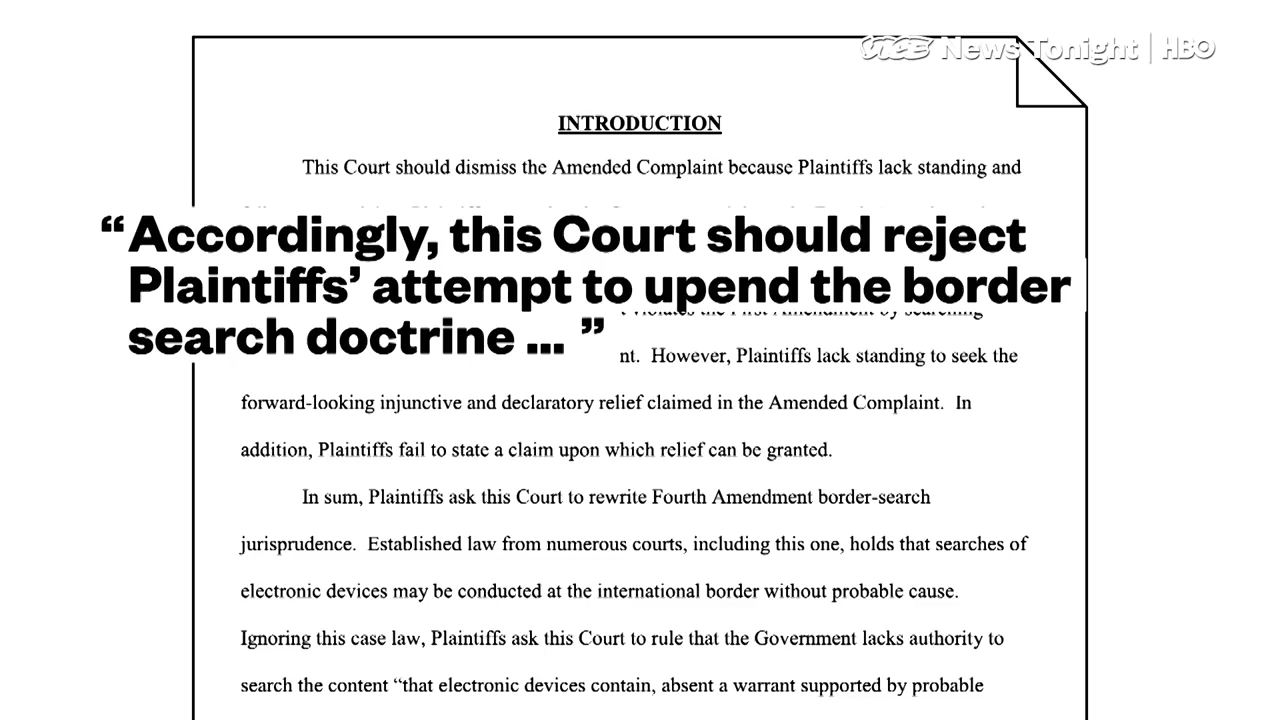 VICE News Tonight | HBO
INTRODUCTION
This Court should dismiss the Amended Complaint because Plaintiffs lack standing and
“Accordingly, this Court should reject
Plaintiffs’ attempt to upend the border
search doctrine ... ”
violates the First Amendment by searching
nt. However, Plaintiffs lack standing to seek the
forward-looking injunctive and declaratory relief claimed in the Amended Complaint. In
addition, Plaintiffs fail to state a claim upon which relief can be granted.
In sum, Plaintiffs ask this Court to rewrite Fourth Amendment border-search
jurisprudence. Established law from numerous courts, including this one, holds that searches of
electronic devices may be conducted at the international border without probable cause.
Ignoring this case law, Plaintiffs ask this Court to rule that the Government lacks authority to
search the content “that electronic devices contain, absent a warrant supported by probable